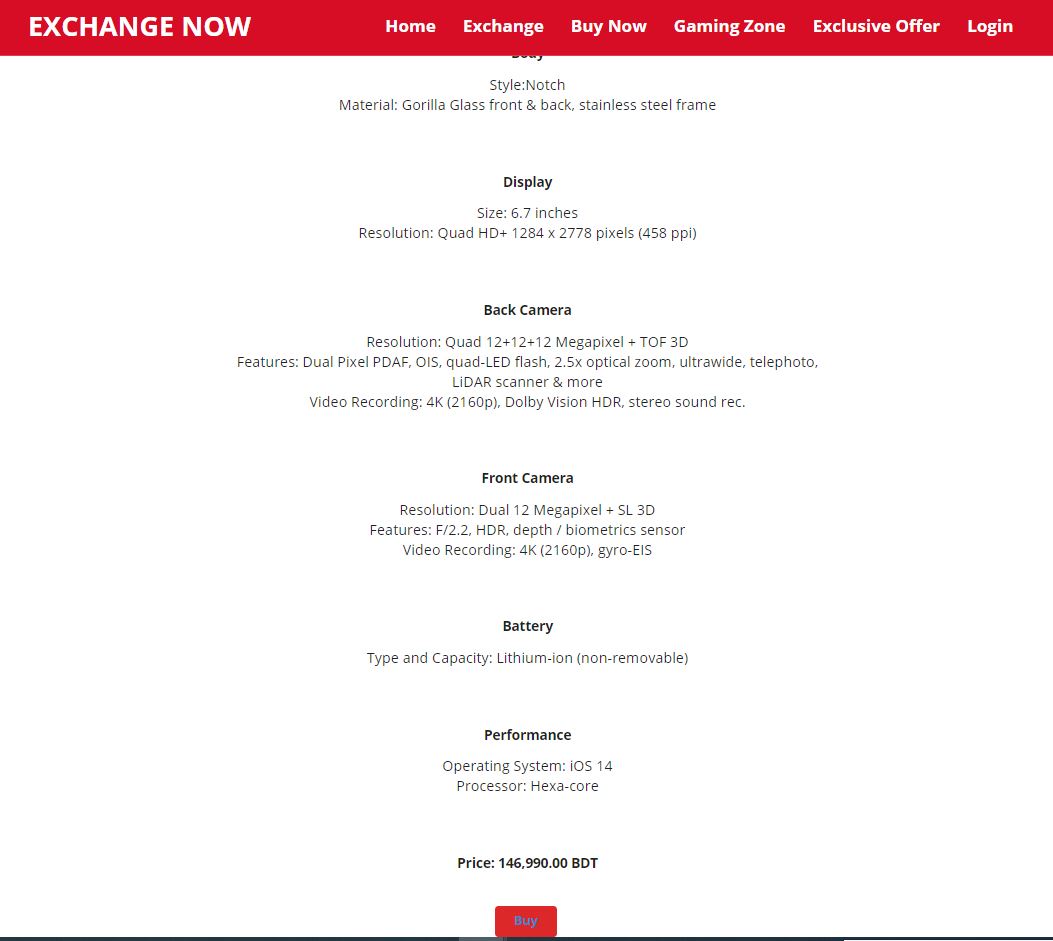 EXCHANGE NOW
Home Exchange Buy Now Gaming Zone Exclusive Offer Login
Body
Style:Notch
Material: Gorilla Glass front & back, stainless steel frame
Display
Size: 6.7 inches
Resolution: Quad HD+ 1284 x 2778 pixels (458 ppi)
Back Camera
Resolution: Quad 12+12+12 Megapixel + TOF 3D
Features: Dual Pixel PDAF, OIS, quad-LED flash, 2.5x optical zoom, ultrawide, telephoto,
LiDAR scanner & more
Video Recording: 4K (2160p), Dolby Vision HDR, stereo sound rec.
Front Camera
Resolution: Dual 12 Megapixel + SL 3D
Features: F/2.2, HDR, depth / biometrics sensor
Video Recording: 4K (2160p), gyro-EIS
Battery
Type and Capacity: Lithium-ion (non-removable)
Performance
Operating System: iOS 14
Processor: Hexa-core
Price: 146,990.00 BDT
Buy